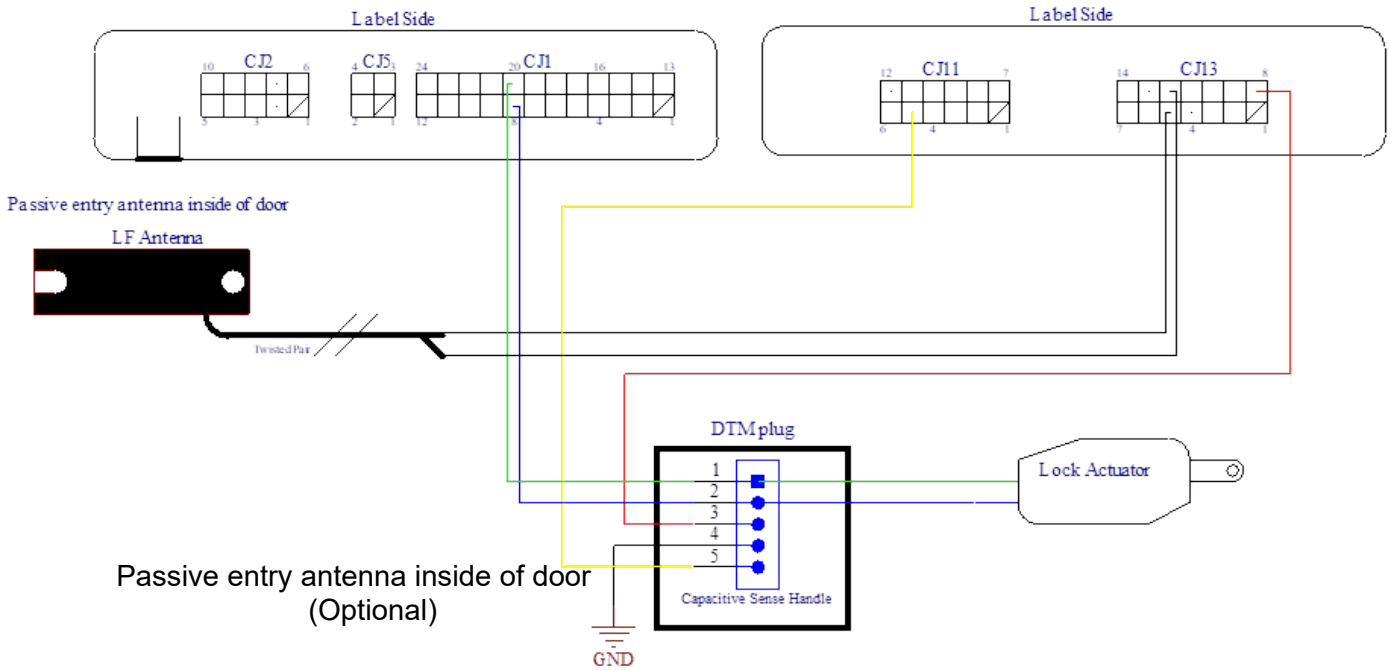 Label Side
Label Side
10 CJ2 6
4 CJ5 3
24 20 CJ1 16 13
12 CJ11 7
14 CJ13 8
5 3 1
2 1
12 8 4 1
6 4 1
7 4 1
Passive entry antenna inside of door
LF Antenna
Twisted Pair
DTM plug
1
2
3
4
5
Lock Actuator
Passive entry antenna inside of door
(Optional)
Capacitive Sense Handle
GND